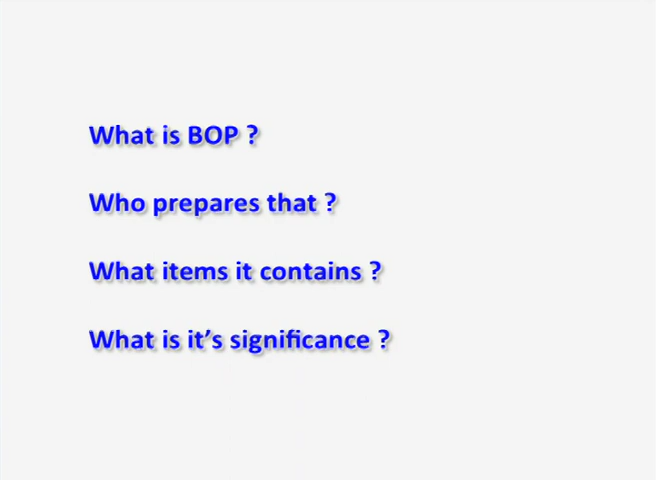 What is BOP ?
Who prepares that ?
What items it contains ?
What is it’s significance ?